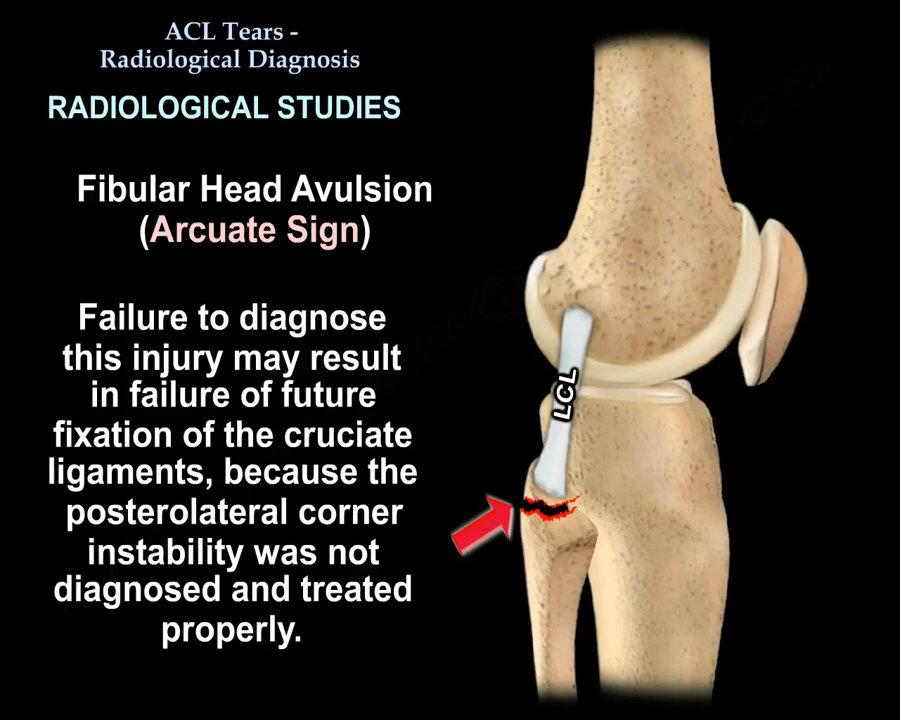 ACL Tears -
Radiological Diagnosis
RADIOLOGICAL STUDIES
Fibular Head Avulsion
(Arcuate Sign)
Failure to diagnose
this injury may result
in failure of future
fixation of the cruciate
ligaments, because the
posterolateral corner
instability was not
diagnosed and treated
properly.
LCL